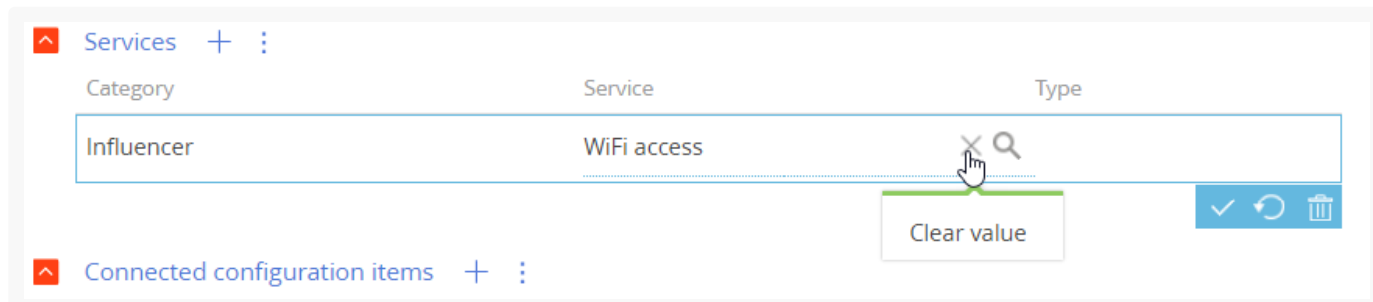 Services
Category Service Type
Influencer WiFi access
Clear value
Connected configuration items